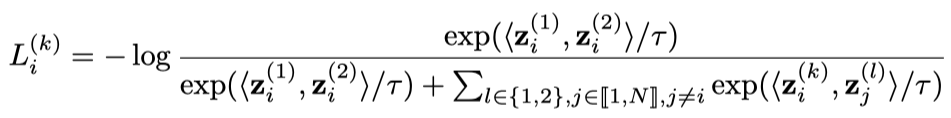 $L_i^{(k)} = -\log \frac{\exp(\langle \mathbf{z}_i^{(1)}, \mathbf{z}_i^{(2)} \rangle / \tau)}{\exp(\langle \mathbf{z}_i^{(1)}, \mathbf{z}_i^{(2)} \rangle / \tau) + \sum_{l \in \{1,2\}, j \in [\![1,N]\!], j \neq i} \exp(\langle \mathbf{z}_i^{(k)}, \mathbf{z}_j^{(l)} \rangle / \tau)}$